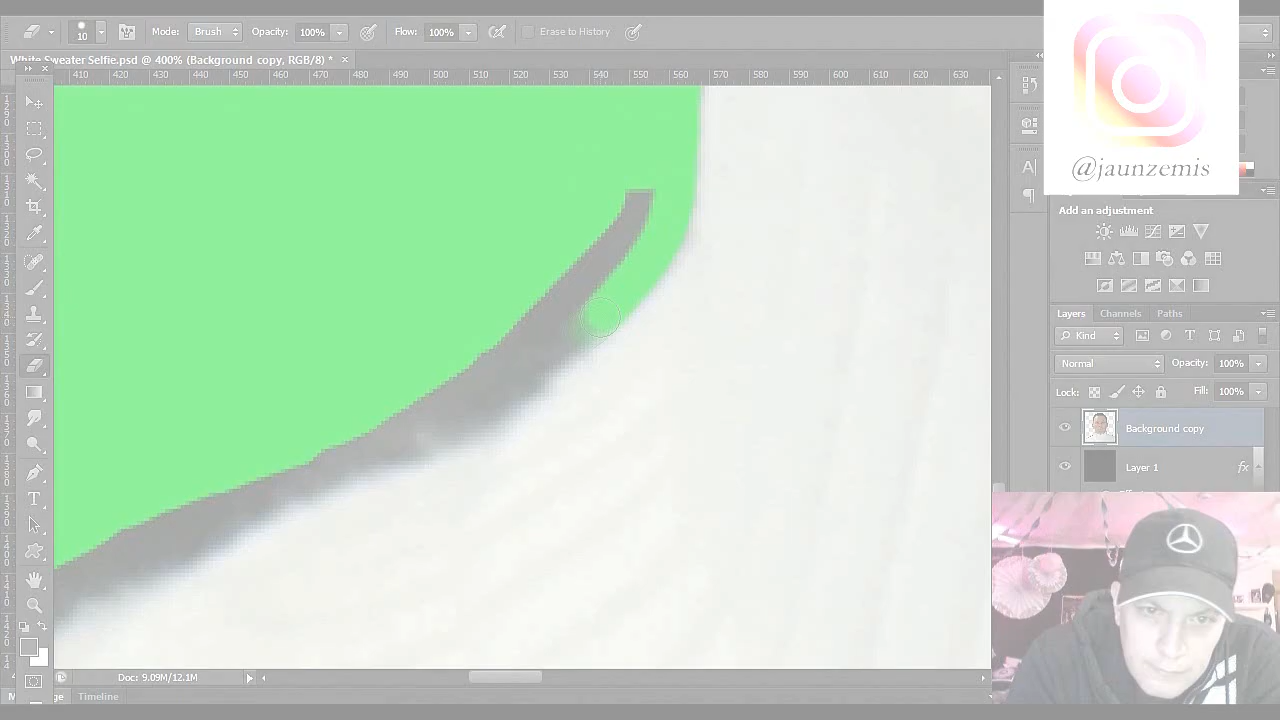 10 Mode: Brush Opacity: 100% Flow: 100% Erase to History
White Sweater Selfie.psd @ 400% (Background copy, RGB/8) *
410 420 430 440 450 460 470 480 490 500 510 520 530 540 550 560 570 580 590 600 610 620 630
@jaunzemis
Add an adjustment
Layers Channels Paths
Kind
Normal Opacity: 100%
Lock: Fill: 100%
Background copy
Layer 1 fx
Doc: 9.09M/12.1M
Timeline